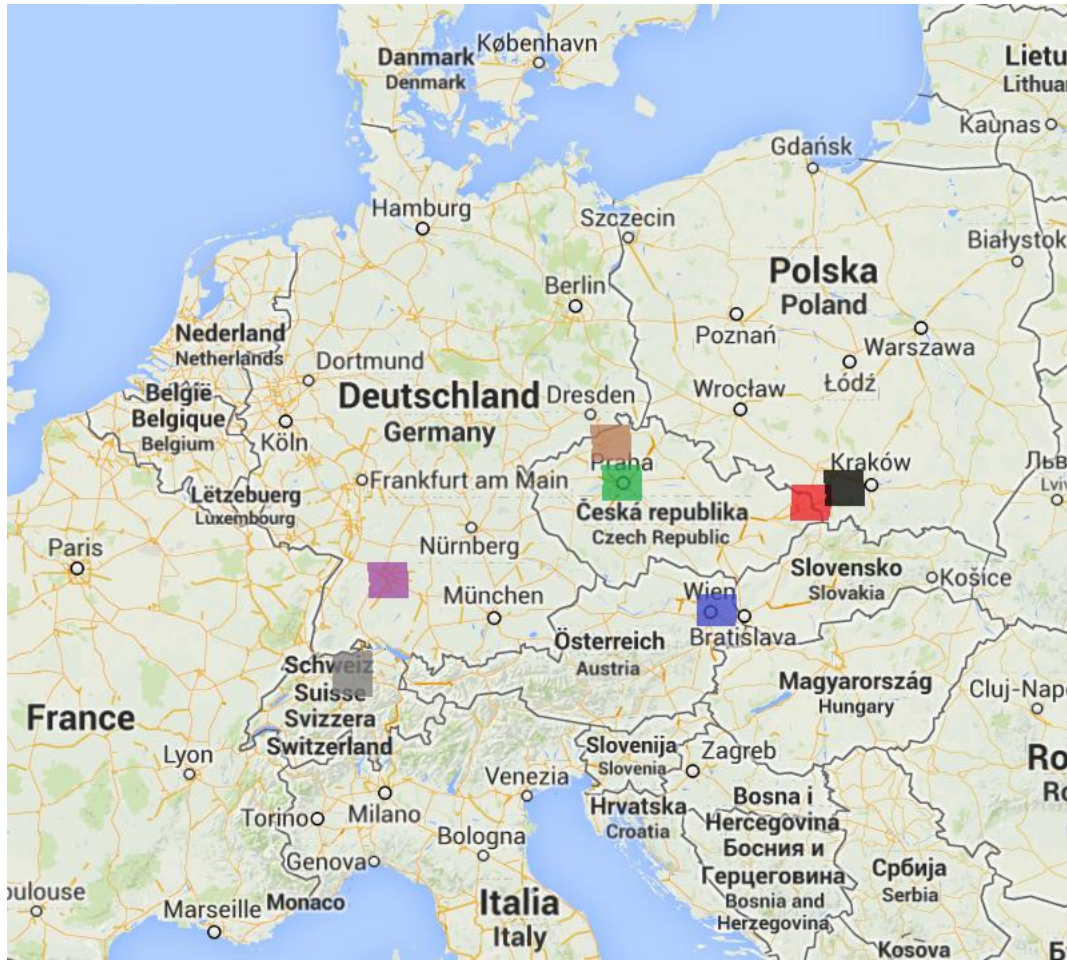 København
Danmark
Denmark
Lietu
Lithuar
Kaunas
Gdańsk
Hamburg
Szczecin
Białystok
Berlin
Polska
Poland
Poznań
Warszawa
Nederland
Netherlands
Dortmund
Łódź
België
Belgique
Belgium
Deutschland
Germany
Dresden
Wrocław
Köln
Praha
Kraków
Льв
Lviv
Frankfurt am Main
Lëtzebuerg
Luxembourg
Česká republika
Czech Republic
Paris
Nürnberg
Slovensko
Slovakia
Košice
München
Wien
Bratislava
Österreich
Austria
Schweiz
Suisse
Svizzera
Switzerland
Magyarország
Hungary
Cluj-Napo
France
Lyon
Slovenija
Slovenia
Zagreb
Ro
Ro
Venezia
Torino
Milano
Hrvatska
Croatia
Bosna i
Hercegovina
Босния и
Герцеговина
Bosnia and
Herzegovina
Bologna
Genova
Србија
Serbia
oulouse
Marseille
Monaco
Italia
Italy
Kosovo
Б